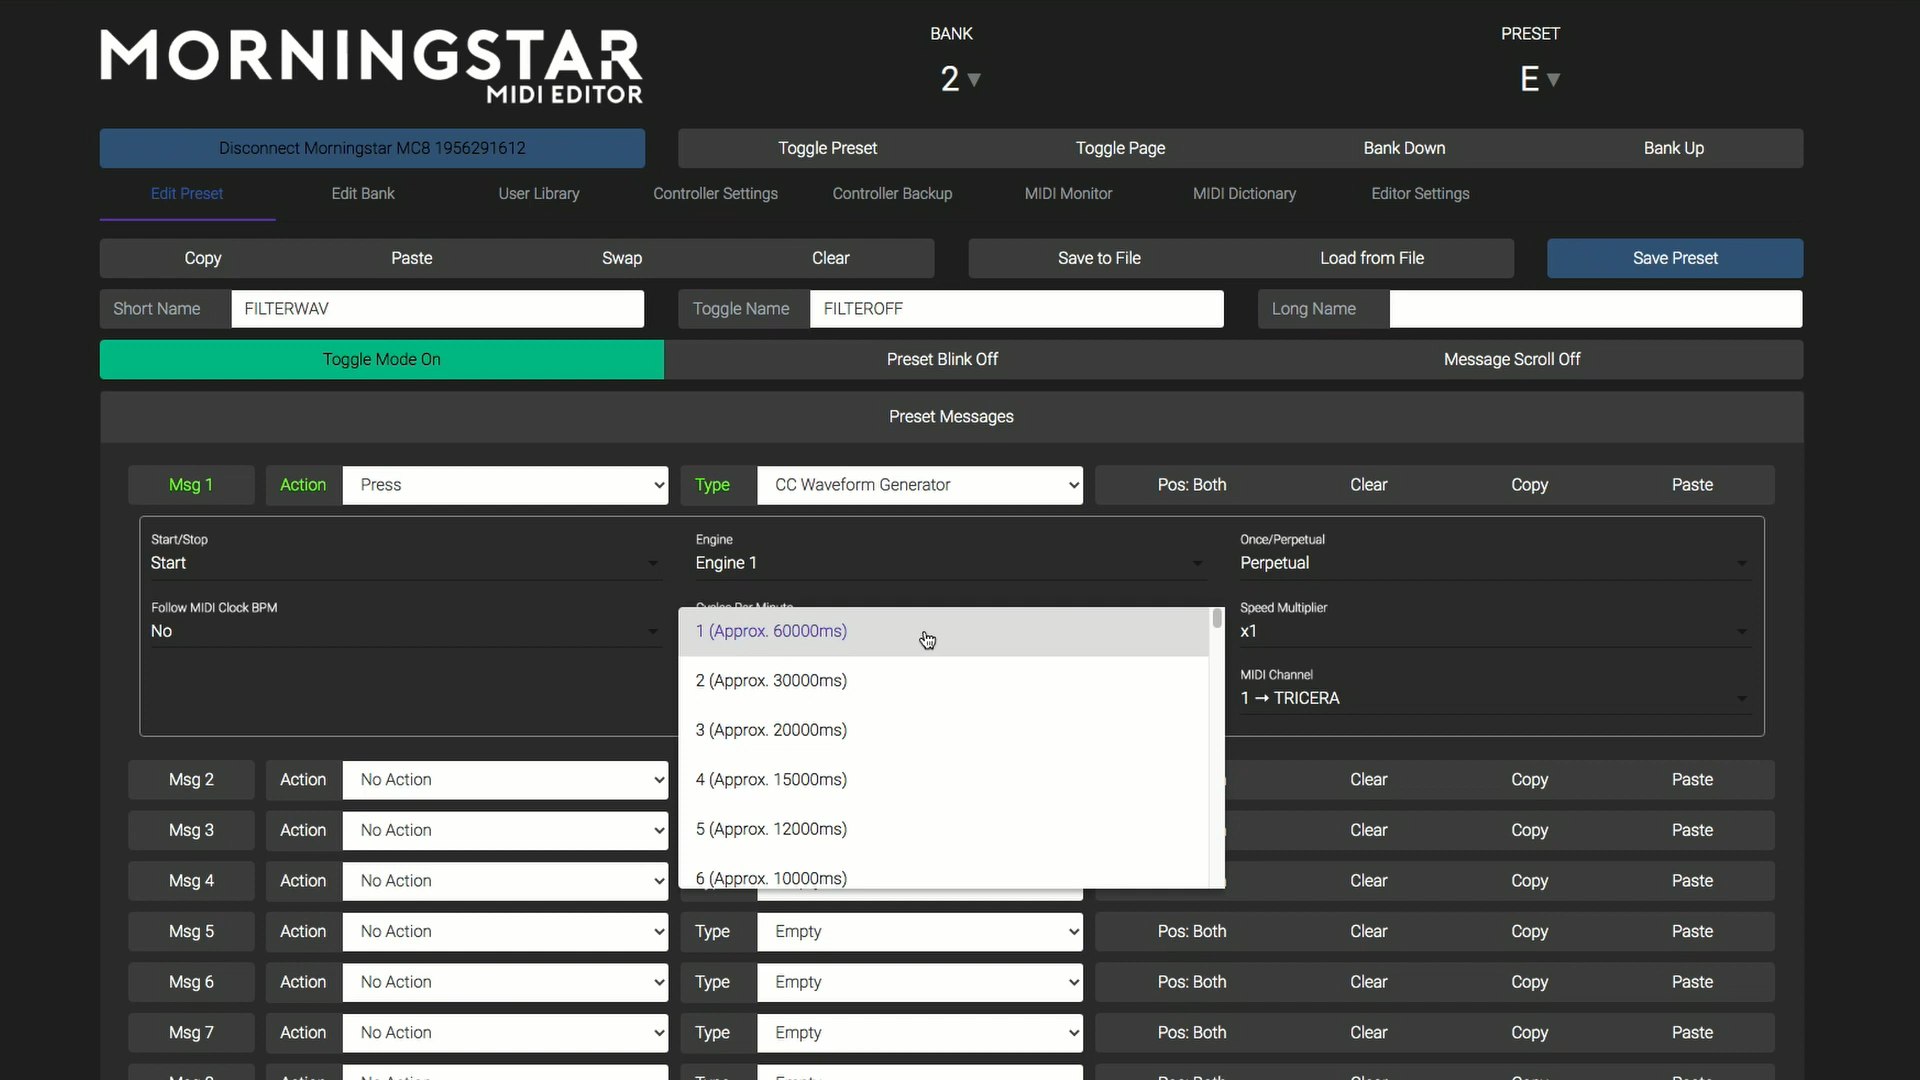 MORNINGSTAR
MIDI EDITOR
BANK
2
PRESET
E
Disconnect Morningstar MC8 1956291612
Toggle Preset
Toggle Page
Bank Down
Bank Up
Edit Preset
Edit Bank
User Library
Controller Settings
Controller Backup
MIDI Monitor
MIDI Dictionary
Editor Settings
Copy
Paste
Swap
Clear
Save to File
Load from File
Save Preset
Short Name
FILTERWAV
Toggle Name
FILTEROFF
Long Name
Toggle Mode On
Preset Blink Off
Message Scroll Off
Preset Messages
Msg 1
Action
Press
Type
CC Waveform Generator
Pos: Both
Clear
Copy
Paste
Start/Stop
Start
Engine
Engine 1
Once/Perpetual
Perpetual
Follow MIDI Clock BPM
No
Cycles Per Minute
1 (Approx. 60000ms)
2 (Approx. 30000ms)
3 (Approx. 20000ms)
4 (Approx. 15000ms)
5 (Approx. 12000ms)
6 (Approx. 10000ms)
Speed Multiplier
x1
MIDI Channel
1 → TRICERA
Msg 2
Action
No Action
Clear
Copy
Paste
Msg 3
Action
No Action
Clear
Copy
Paste
Msg 4
Action
No Action
Clear
Copy
Paste
Msg 5
Action
No Action
Type
Empty
Pos: Both
Clear
Copy
Paste
Msg 6
Action
No Action
Type
Empty
Pos: Both
Clear
Copy
Paste
Msg 7
Action
No Action
Type
Empty
Pos: Both
Clear
Copy
Paste